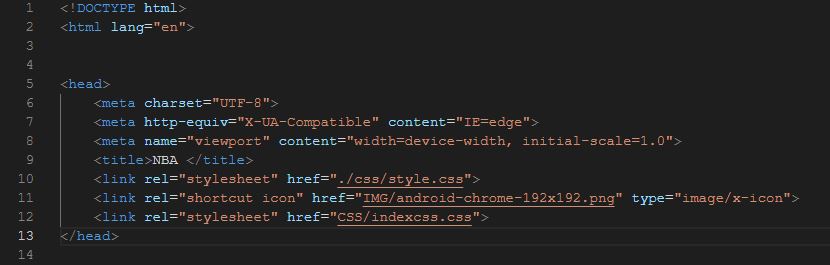 1 <!DOCTYPE html>
2 <html lang="en">
3
4
5 <head>
6 <meta charset="UTF-8">
7 <meta http-equiv="X-UA-Compatible" content="IE=edge">
8 <meta name="viewport" content="width=device-width, initial-scale=1.0">
9 <title>NBA </title>
10 <link rel="stylesheet" href="./css/style.css">
11 <link rel="shortcut icon" href="IMG/android-chrome-192x192.png" type="image/x-icon">
12 <link rel="stylesheet" href="CSS/indexcss.css">
13 </head>
14